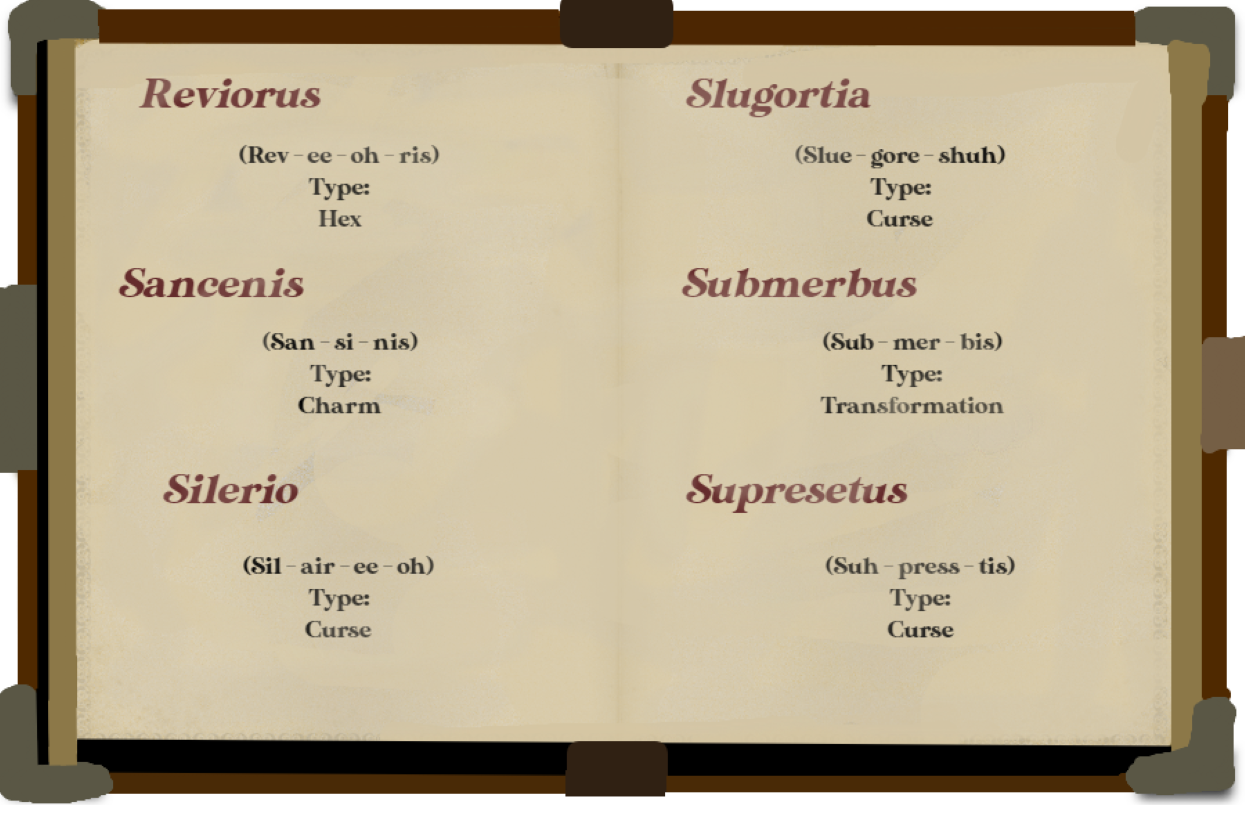 Reviorus
(Rev - ee - oh - ris)
Type:
Hex
Sancenis
(San - si - nis)
Type:
Charm
Silerio
(Sil - air - ee - oh)
Type:
Curse
Slugortia
(Slue - gore - shuh)
Type:
Curse
Submerbus
(Sub - mer - bis)
Type:
Transformation
Supresetus
(Suh - press - tis)
Type:
Curse